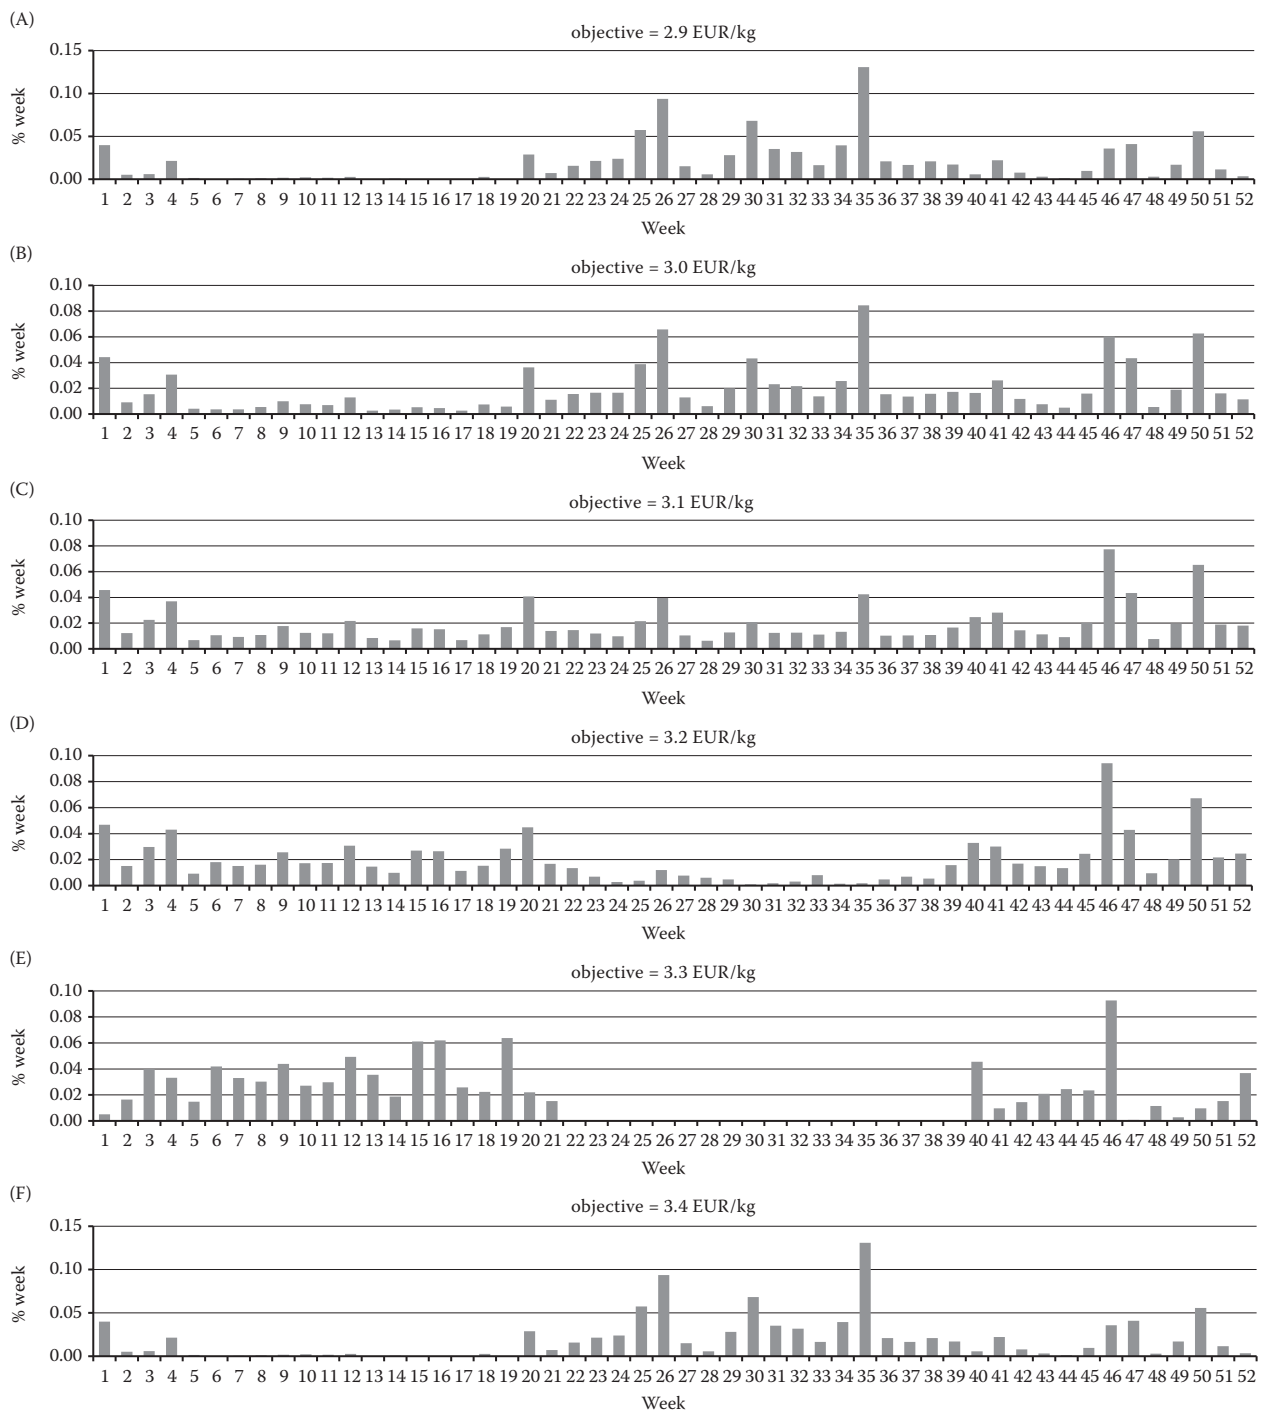 (A)
objective = 2.9 EUR/kg
% week
0.15
0.10
0.05
0.00
1 2 3 4 5 6 7 8 9 10 11 12 13 14 15 16 17 18 19 20 21 22 23 24 25 26 27 28 29 30 31 32 33 34 35 36 37 38 39 40 41 42 43 44 45 46 47 48 49 50 51 52
Week
(B)
objective = 3.0 EUR/kg
% week
0.10
0.08
0.06
0.04
0.02
0.00
1 2 3 4 5 6 7 8 9 10 11 12 13 14 15 16 17 18 19 20 21 22 23 24 25 26 27 28 29 30 31 32 33 34 35 36 37 38 39 40 41 42 43 44 45 46 47 48 49 50 51 52
Week
(C)
objective = 3.1 EUR/kg
% week
0.10
0.08
0.06
0.04
0.02
0.00
1 2 3 4 5 6 7 8 9 10 11 12 13 14 15 16 17 18 19 20 21 22 23 24 25 26 27 28 29 30 31 32 33 34 35 36 37 38 39 40 41 42 43 44 45 46 47 48 49 50 51 52
Week
(D)
objective = 3.2 EUR/kg
% week
0.10
0.08
0.06
0.04
0.02
0.00
1 2 3 4 5 6 7 8 9 10 11 12 13 14 15 16 17 18 19 20 21 22 23 24 25 26 27 28 29 30 31 32 33 34 35 36 37 38 39 40 41 42 43 44 45 46 47 48 49 50 51 52
Week
(E)
objective = 3.3 EUR/kg
% week
0.10
0.08
0.06
0.04
0.02
0.00
1 2 3 4 5 6 7 8 9 10 11 12 13 14 15 16 17 18 19 20 21 22 23 24 25 26 27 28 29 30 31 32 33 34 35 36 37 38 39 40 41 42 43 44 45 46 47 48 49 50 51 52
Week
(F)
objective = 3.4 EUR/kg
% week
0.15
0.10
0.05
0.00
1 2 3 4 5 6 7 8 9 10 11 12 13 14 15 16 17 18 19 20 21 22 23 24 25 26 27 28 29 30 31 32 33 34 35 36 37 38 39 40 41 42 43 44 45 46 47 48 49 50 51 52
Week